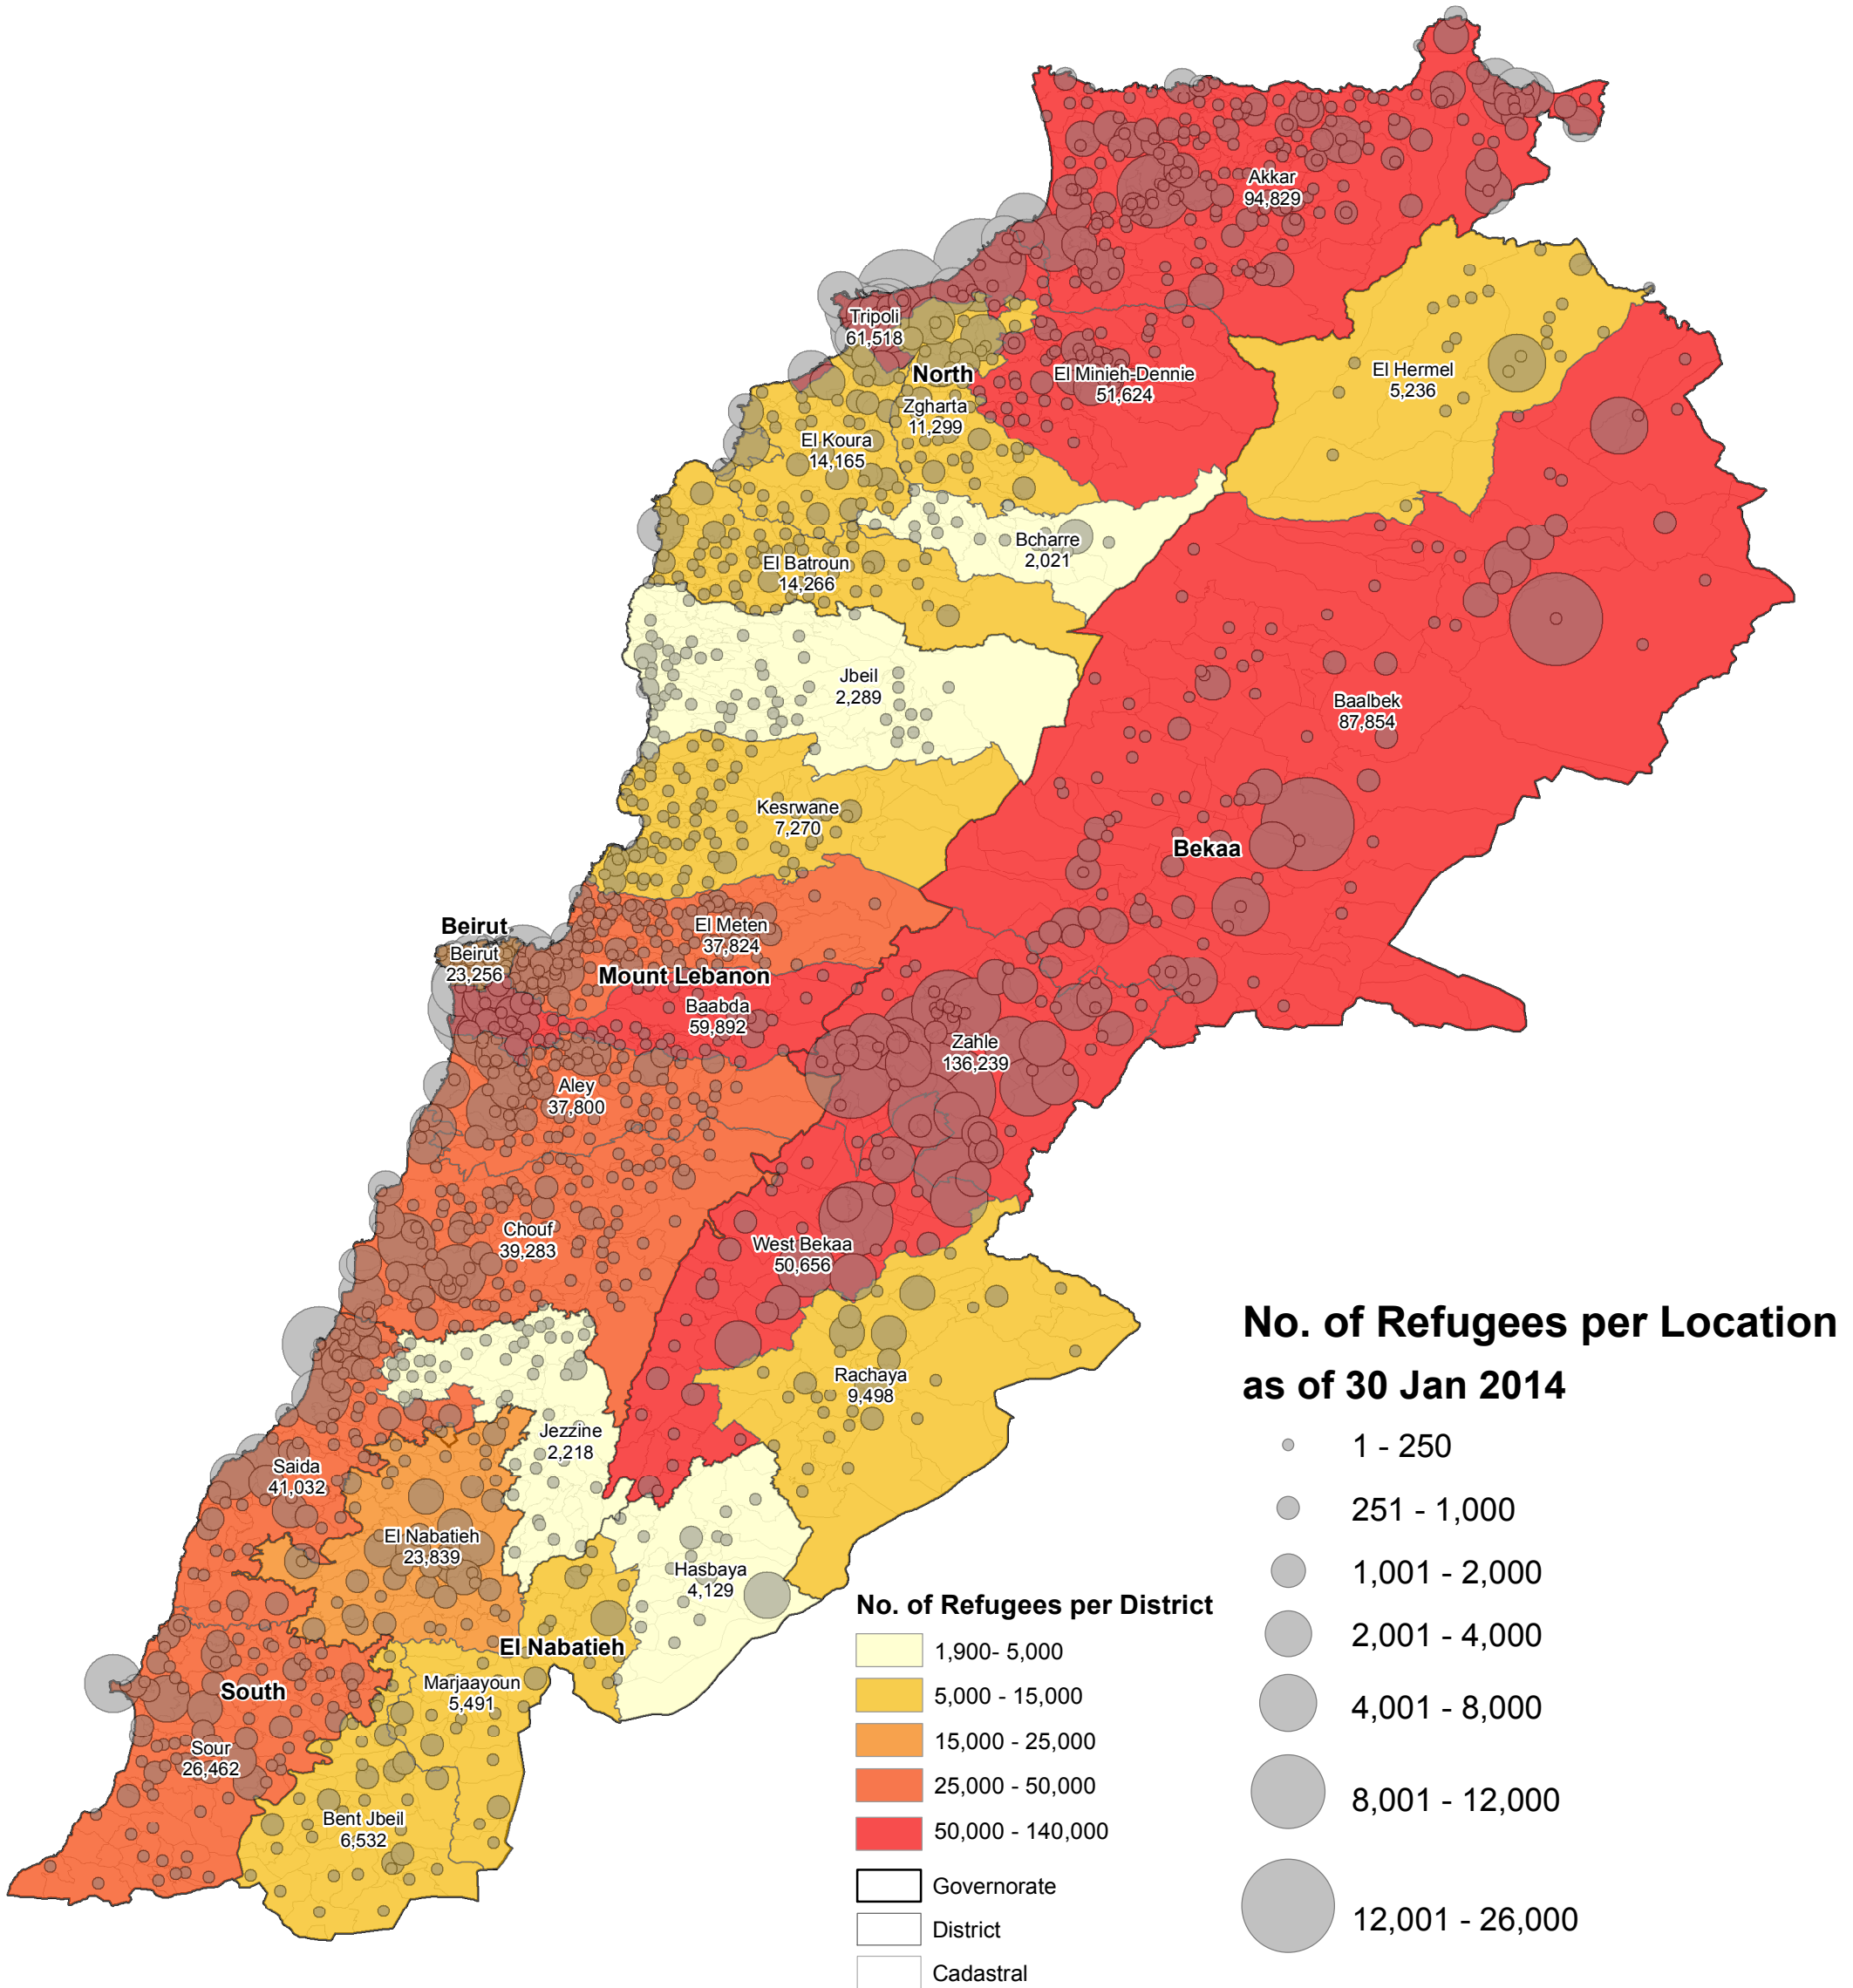 Akkar
94,829
Tripoli
61,518
North
El Minieh-Dennie
51,624
El Hermel
5,236
Zgharta
11,299
El Koura
14,165
Bcharre
2,021
El Batroun
14,266
Jbeil
2,289
Baalbek
87,854
Kesrwane
7,270
Bekaa
Beirut
El Meten
37,824
Beirut
23,256
Mount Lebanon
Baabda
59,892
Zahle
136,239
Aley
37,800
Chouf
39,283
West Bekaa
50,656
Rachaya
9,498
Jezzine
2,218
Saida
41,032
El Nabatieh
23,839
Hasbaya
4,129
El Nabatieh
South
Marjaayoun
5,491
Sour
26,462
Bent Jbeil
6,532
No. of Refugees per District
1,900- 5,000
5,000 - 15,000
15,000 - 25,000
25,000 - 50,000
50,000 - 140,000
Governorate
District
Cadastral
No. of Refugees per Location
as of 30 Jan 2014
1 - 250
251 - 1,000
1,001 - 2,000
2,001 - 4,000
4,001 - 8,000
8,001 - 12,000
12,001 - 26,000